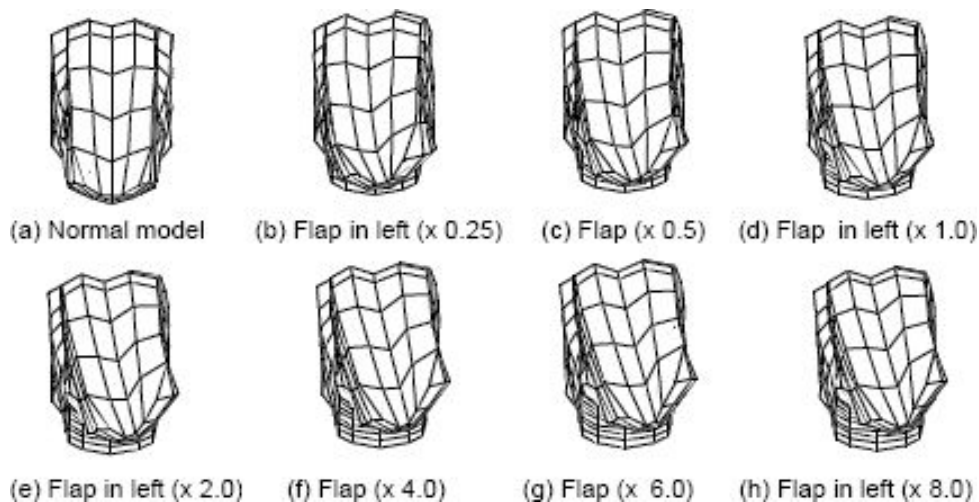 (a) Normal model
(b) Flap in left (x 0.25)
(c) Flap (x 0.5)
(d) Flap in left (x 1.0)
(e) Flap in left (x 2.0)
(f) Flap (x 4.0)
(g) Flap (x 6.0)
(h) Flap in left (x 8.0)